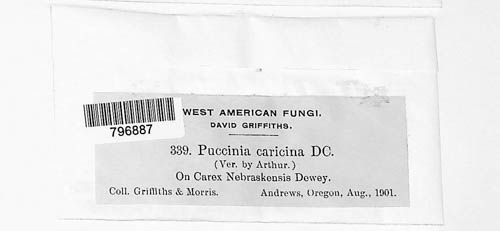 WEST AMERICAN FUNGI.
DAVID GRIFFITHS.
796887
339. Puccinia caricina DC.
(Ver. by Arthur.)
On Carex Nebraskensis Dewey.
Coll. Griffiths & Morris. Andrews, Oregon, Aug., 1901.